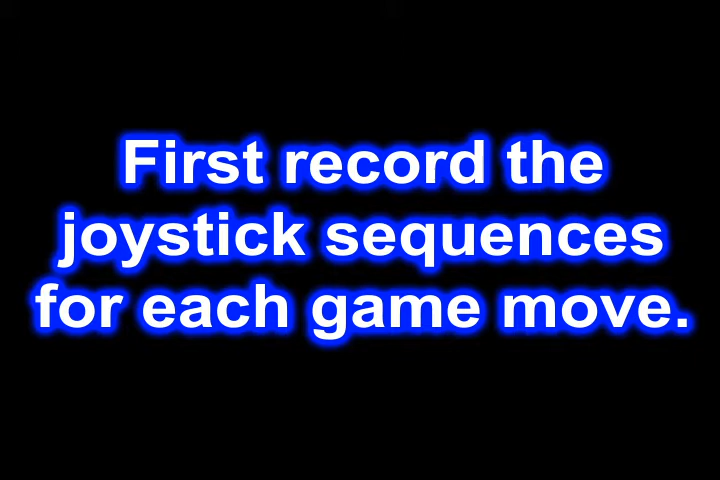 First record the
joystick sequences
for each game move.